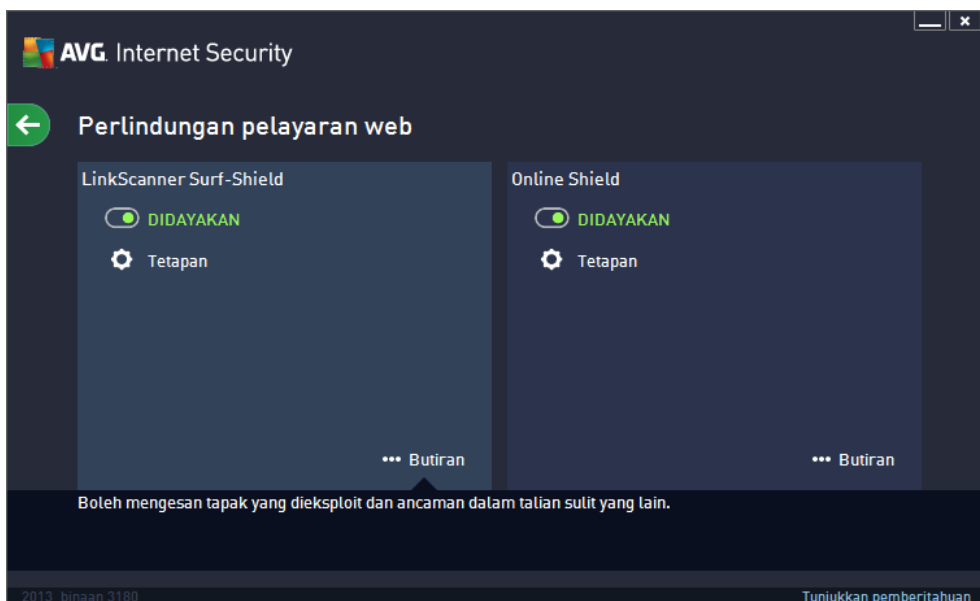 AVG. Internet Security
Perlindungan pelayaran web
LinkScanner Surf-Shield
DIDAYAKAN
Tetapan
••• Butiran
Online Shield
DIDAYAKAN
Tetapan
••• Butiran
Boleh mengesan tapak yang dieksploit dan ancaman dalam talian sulit yang lain.
2013 binaan 3180
Tunjukkan pemberitahuan